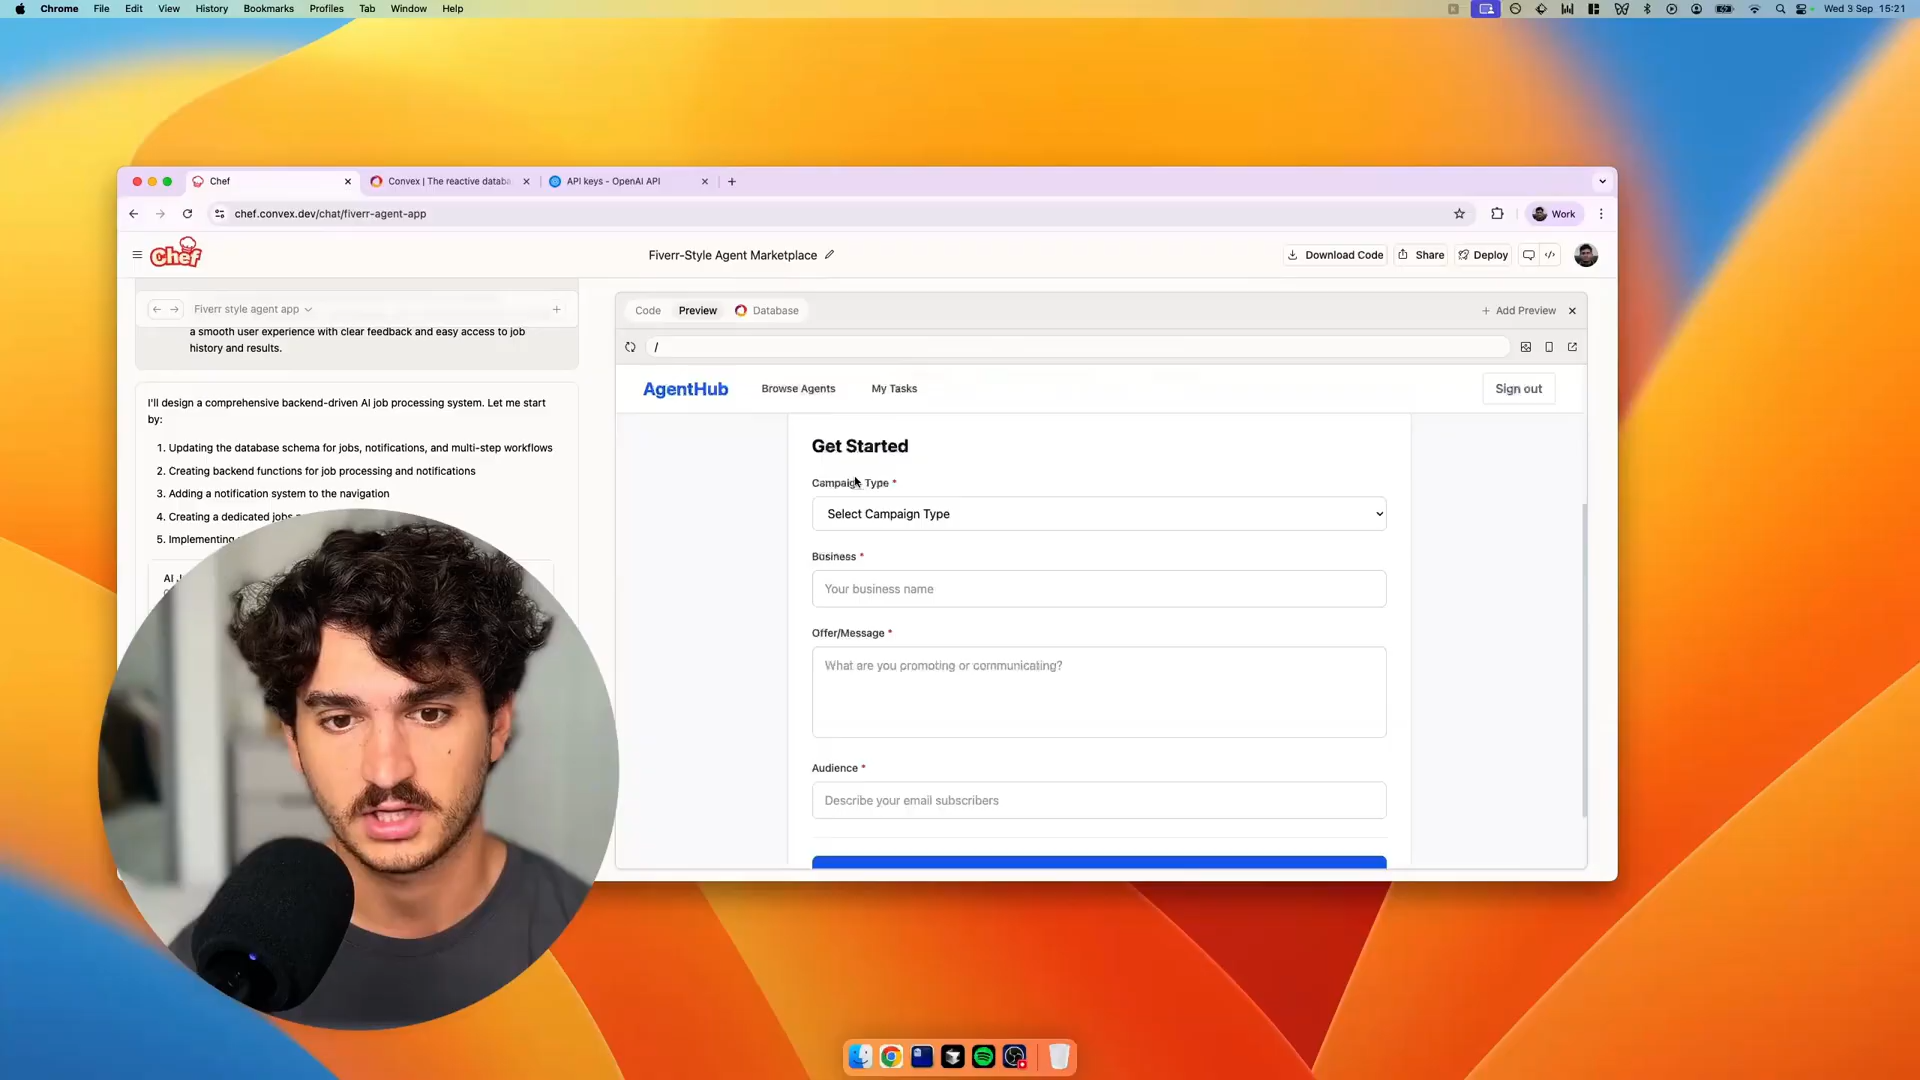 Chrome File Edit View History Bookmarks Profiles Tab Window Help Wed 3 Sep 15:21
Chef Convex | The reactive databa API keys - OpenAI API
chef.convex.dev/chat/fiverr-agent-app Work
Chef Fiverr-Style Agent Marketplace Download Code Share Deploy
Fiverr style agent app
a smooth user experience with clear feedback and easy access to job
history and results.
I'll design a comprehensive backend-driven AI job processing system. Let me start
by:
1. Updating the database schema for jobs, notifications, and multi-step workflows
2. Creating backend functions for job processing and notifications
3. Adding a notification system to the navigation
4. Creating a dedicated jobs
5. Implementing
Code Preview Database Add Preview
/
AgentHub Browse Agents My Tasks Sign out
Get Started
Campaign Type *
Select Campaign Type
Business *
Your business name
Offer/Message *
What are you promoting or communicating?
Audience *
Describe your email subscribers